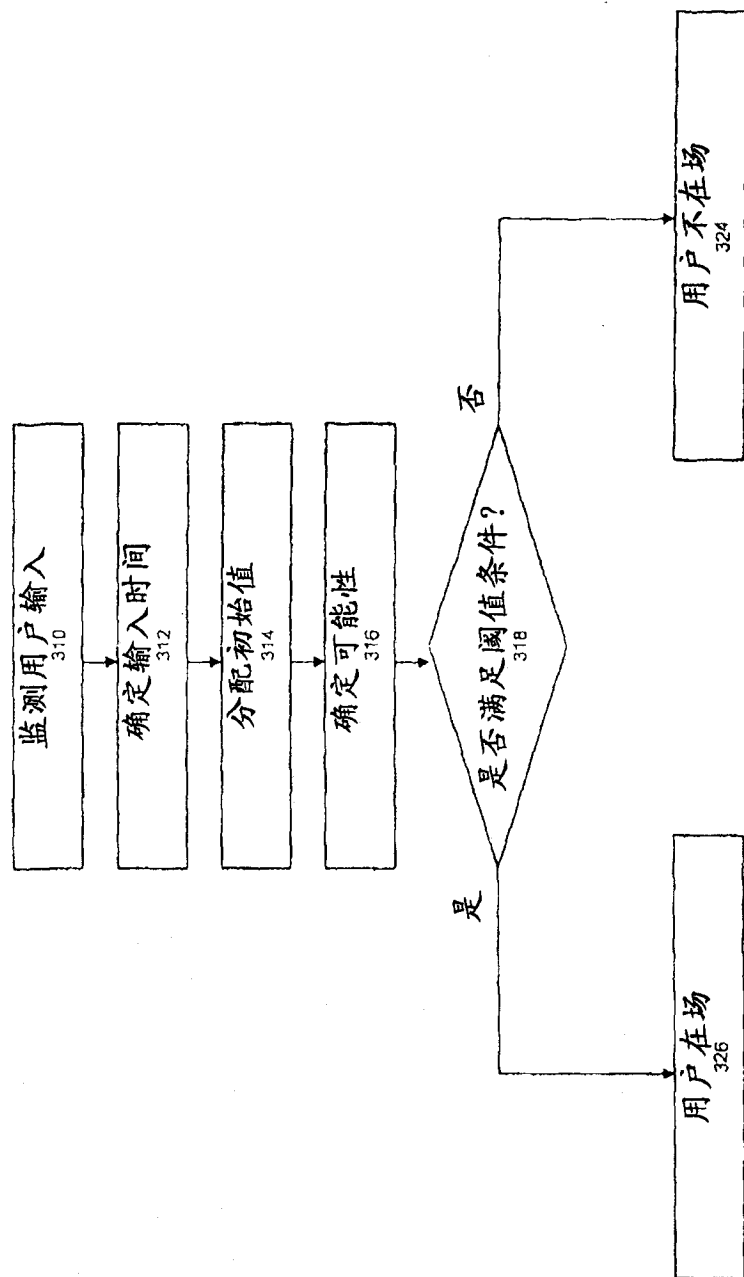 监测用户输入
310
确定输入时间
312
分配初始值
314
确定可能性
316
是否满足阈值条件?
318
是
否
用户在场
326
用户不在场
324